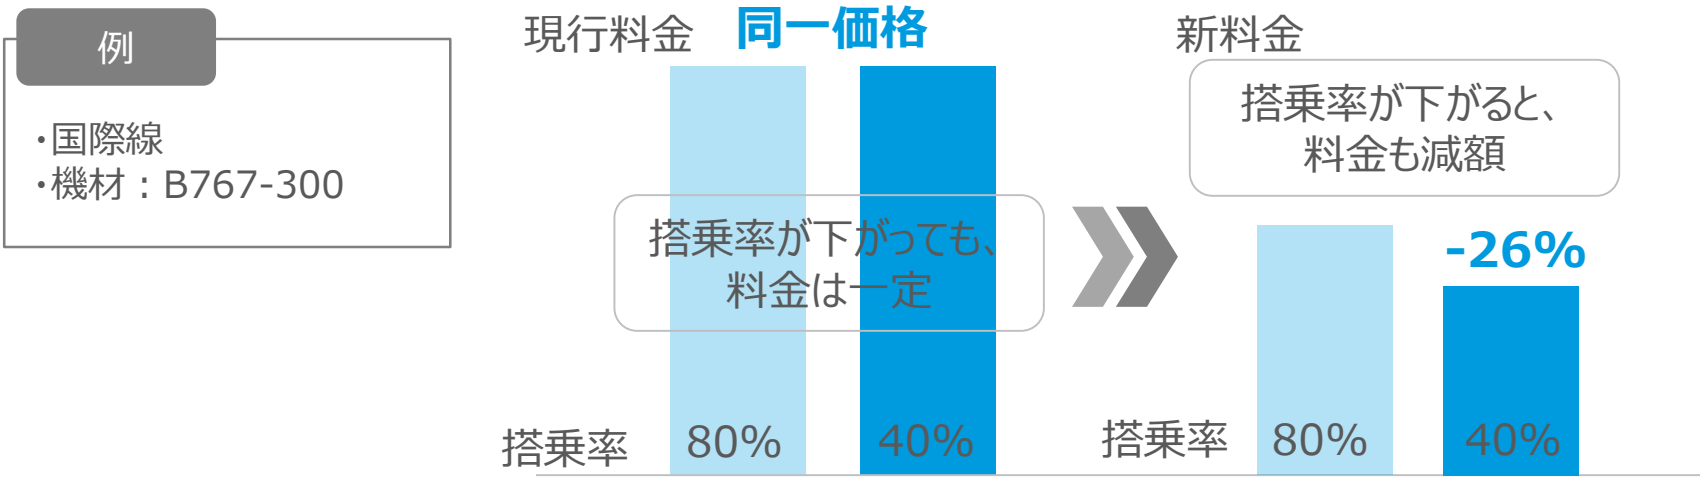 例
・国際線
・機材：B767-300
現行料金
同一価格
搭乗率が下がっても、
料金は一定
搭乗率
80%
40%
新料金
搭乗率が下がると、
料金も減額
-26%
搭乗率
80%
40%